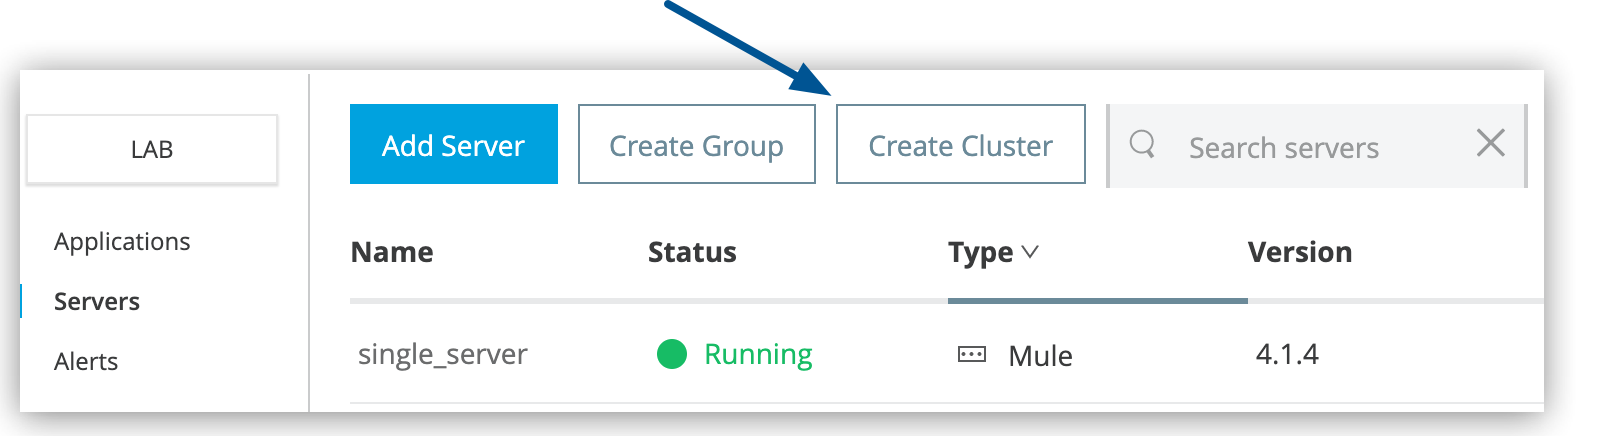 LAB
Applications
Servers
Alerts
Add Server
Create Group
Create Cluster
Search servers
Name Status Type Version
single_server Running Mule 4.1.4